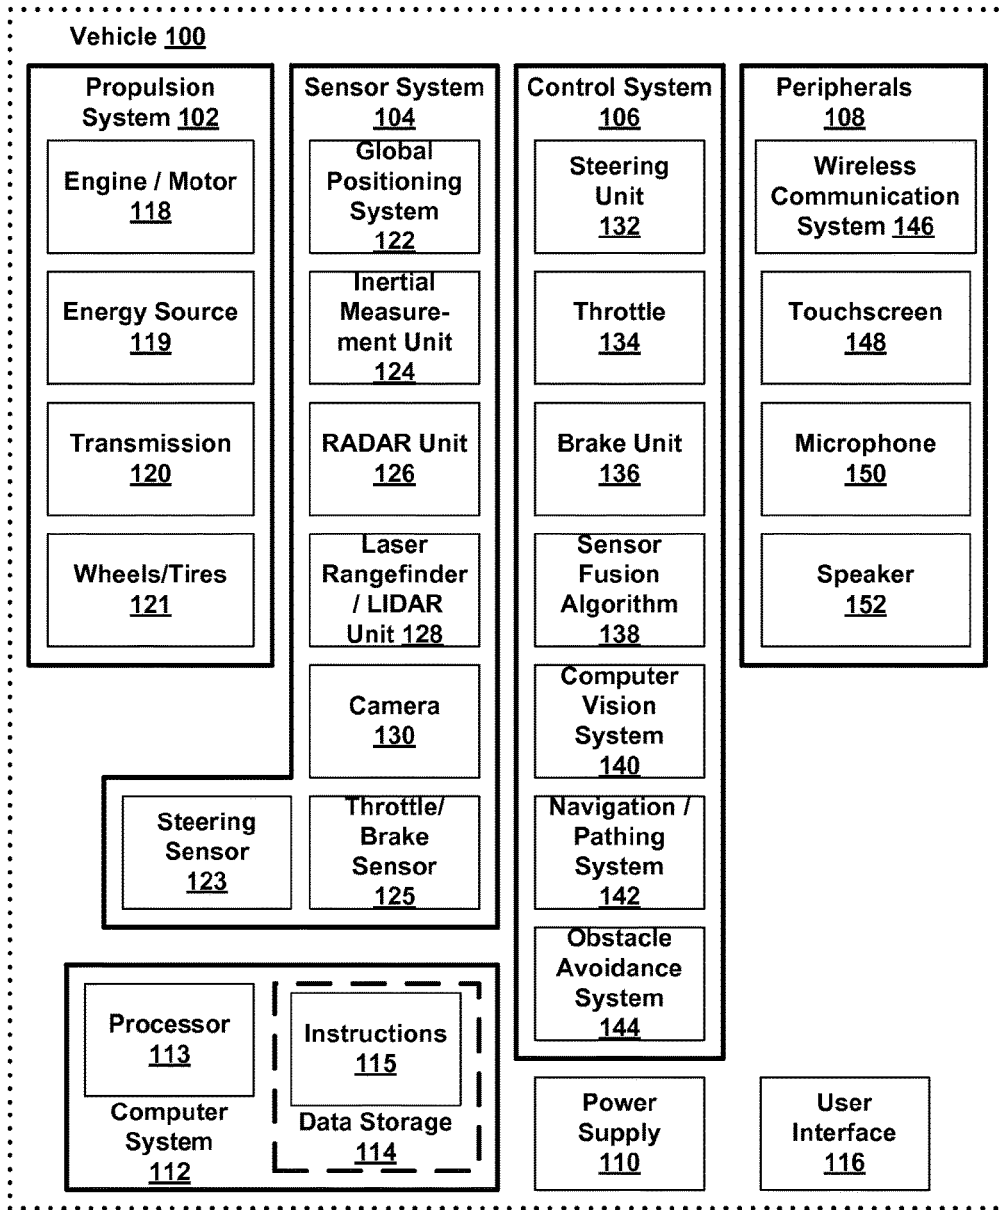 Vehicle 100
Propulsion
System 102
Engine / Motor
118
Energy Source
119
Transmission
120
Wheels/Tires
121
Sensor System
104
Global
Positioning
System
122
Inertial
Measure-
ment Unit
124
RADAR Unit
126
Laser
Rangefinder
/ LIDAR
Unit 128
Camera
130
Steering
Sensor
123
Throttle/
Brake
Sensor
125
Control System
106
Steering
Unit
132
Throttle
134
Brake Unit
136
Sensor
Fusion
Algorithm
138
Computer
Vision
System
140
Navigation /
Pathing
System
142
Obstacle
Avoidance
System
144
Peripherals
108
Wireless
Communication
System 146
Touchscreen
148
Microphone
150
Speaker
152
Processor
113
Computer
System
112
Instructions
115
Data Storage
114
Power
Supply
110
User
Interface
116